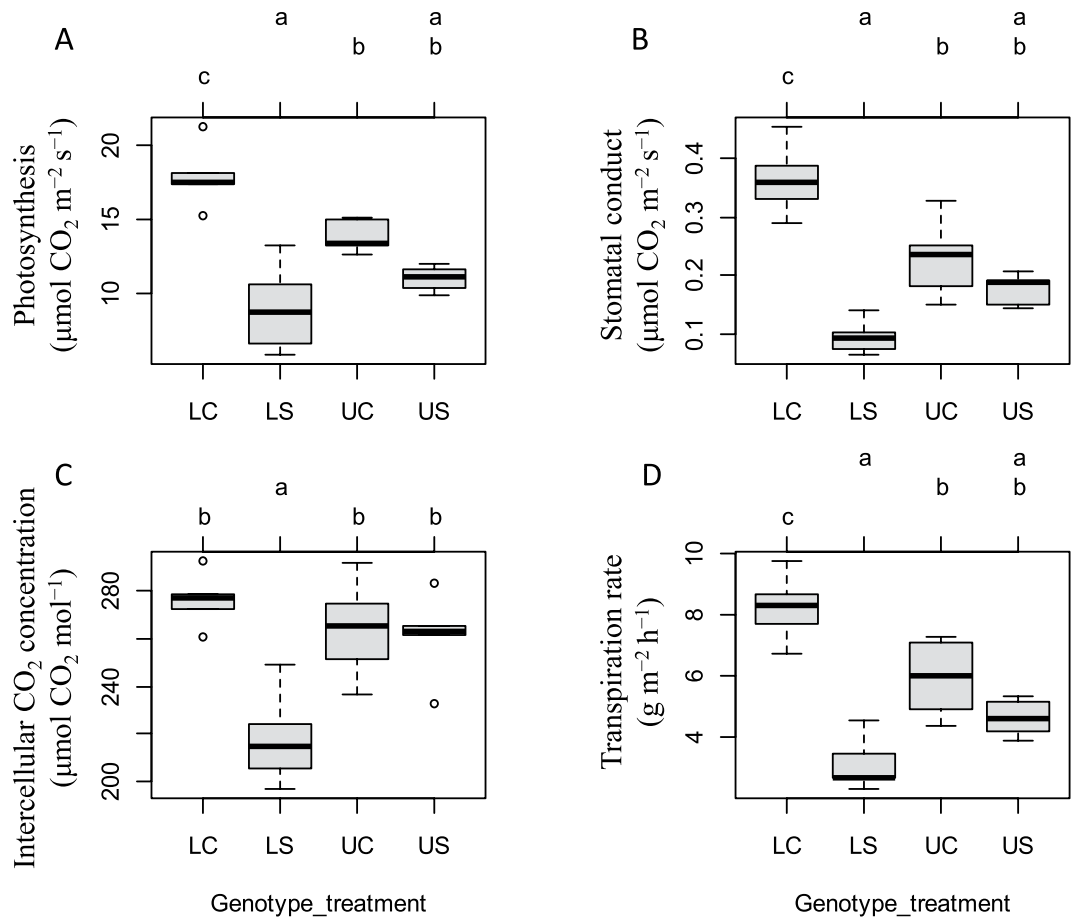 A
a
a
b
b
c
Photosynthesis
(μmol CO₂ m⁻² s⁻¹)
20
15
10
LC LS UC US
B
a
a
b
b
c
Stomatal conduct
(μmol CO₂ m⁻² s⁻¹)
0.4
0.3
0.2
0.1
LC LS UC US
C
a
b b b
Intercellular CO₂ concentration
(μmol CO₂ mol⁻¹)
280
240
200
LC LS UC US
Genotype_treatment
D
a
a
b
b
c
Transpiration rate
(g m⁻² h⁻¹)
10
8
6
4
LC LS UC US
Genotype_treatment